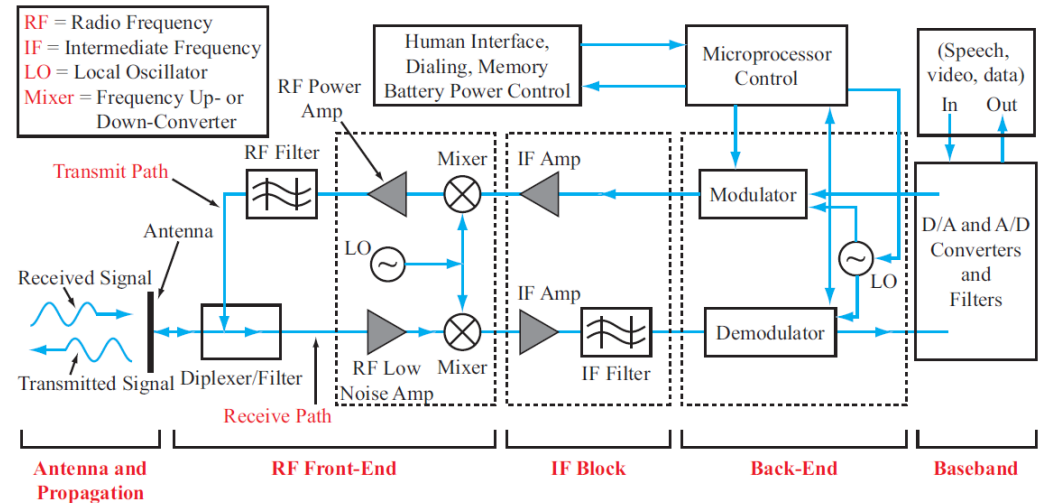 RF = Radio Frequency
IF = Intermediate Frequency
LO = Local Oscillator
Mixer = Frequency Up- or
Down-Converter
Human Interface,
Dialing, Memory
Battery Power Control
Microprocessor
Control
(Speech,
video, data)
In Out
RF Power
Amp
RF Filter
Mixer
IF Amp
Transmit Path
Modulator
Antenna
LO
LO
D/A and A/D
Converters
and
Filters
Received Signal
IF Amp
Demodulator
Transmitted Signal
Diplexer/Filter
RF Low
Noise Amp
Mixer
IF Filter
Receive Path
Antenna and
Propagation
RF Front-End
IF Block
Back-End
Baseband